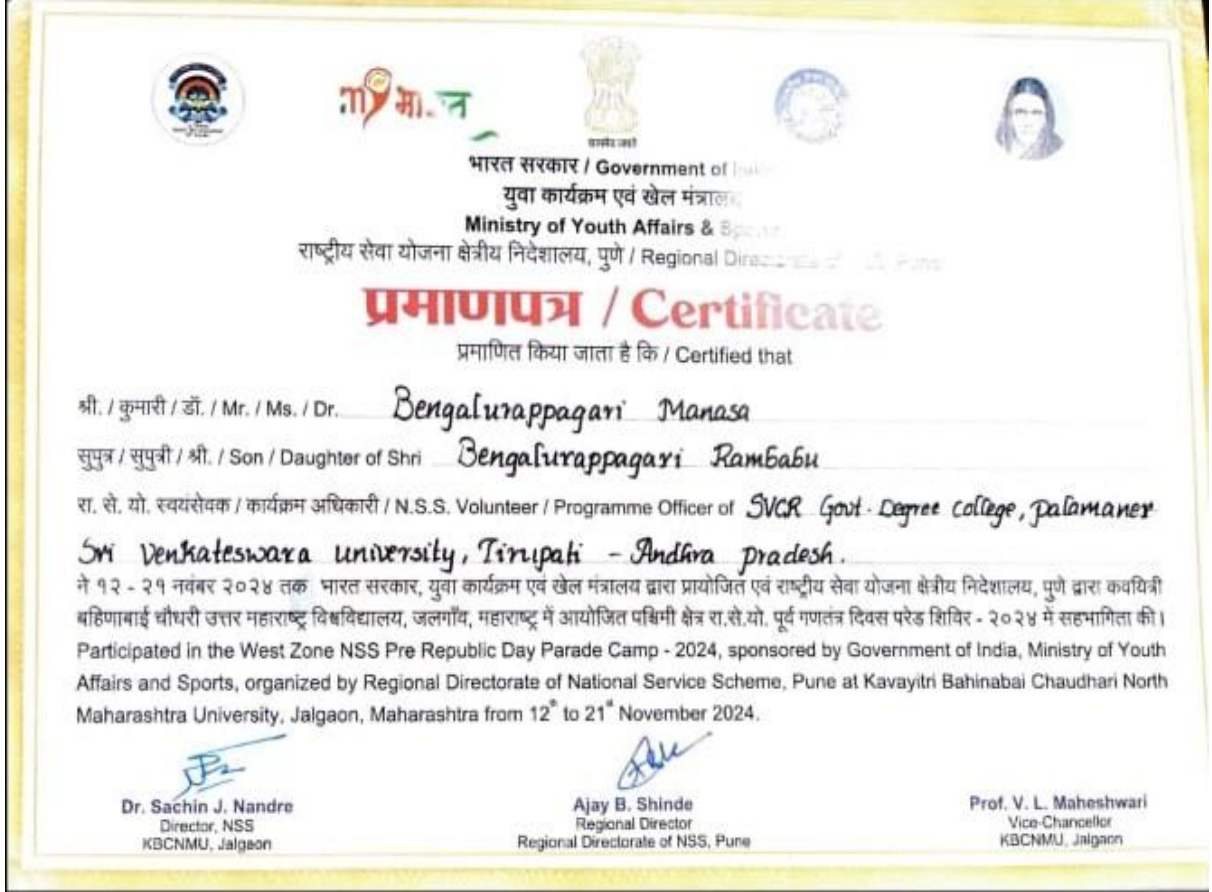 सत्यमेव जयते
भारत सरकार / Government of
युवा कार्यक्रम एवं खेल मंत्रालय
Ministry of Youth Affairs &
राष्ट्रीय सेवा योजना क्षेत्रीय निदेशालय, पुणे / Regional Directorate of NSS, Pune
प्रमाणपत्र / Certificate
प्रमाणित किया जाता है कि / Certified that
श्री. / कुमारी / डॉ. / Mr. / Ms. / Dr. Bengalurappagari Manasa
सुपुत्र / सुपुत्री / श्री. / Son / Daughter of Shri Bengalurappagari Rambabu
रा. से. यो. स्वयंसेवक / कार्यक्रम अधिकारी / N.S.S. Volunteer / Programme Officer of SVCR Govt. Degree college, palamaner
Sri Venkateswara university, Tirupati - Andhra pradesh.
ने १२ - २१ नवंबर २०२४ तक भारत सरकार, युवा कार्यक्रम एवं खेल मंत्रालय द्वारा प्रायोजित एवं राष्ट्रीय सेवा योजना क्षेत्रीय निदेशालय, पुणे द्वारा कवयित्री
बहिणाबाई चौधरी उत्तर महाराष्ट्र विश्वविद्यालय, जलगाँव, महाराष्ट्र में आयोजित पश्चिमी क्षेत्र रा.से.यो. पूर्व गणतंत्र दिवस परेड शिविर - २०२४ में सहभागिता की।
Participated in the West Zone NSS Pre Republic Day Parade Camp - 2024, sponsored by Government of India, Ministry of Youth
Affairs and Sports, organized by Regional Directorate of National Service Scheme, Pune at Kavayitri Bahinabai Chaudhari North
Maharashtra University, Jalgaon, Maharashtra from 12th to 21st November 2024.
Dr. Sachin J. Nandre
Director, NSS
KBCNMU, Jalgaon
Ajay B. Shinde
Regional Director
Regional Directorate of NSS, Pune
Prof. V. L. Maheshwari
Vice-Chancellor
KBCNMU, Jalgaon